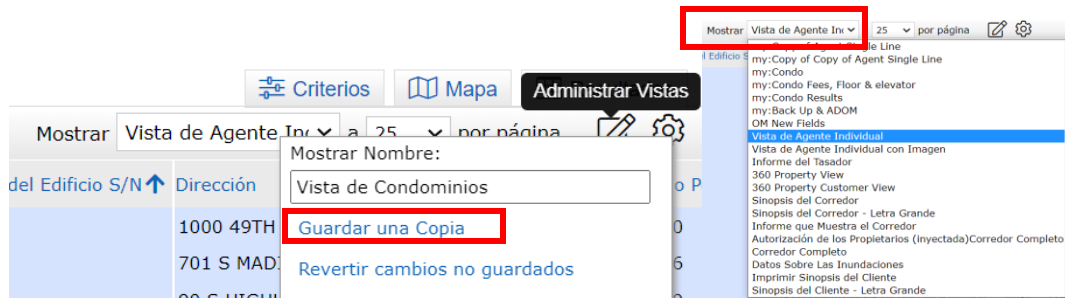 Criterios
Mapa
Administrar Vistas
Mostrar Vista de Agente In a 25 por página
Mostrar Nombre:
del Edificio S/N Dirección o P
Vista de Condominios
1000 49TH 0
Guardar una Copia
701 S MAD 6
Revertir cambios no guardados
Mostrar Vista de Agente In 25 por página
my:Copy of Agent Single Line
l Edificio S
my:Copy of Copy of Agent Single Line
my:Condo
my:Condo Fees, Floor & elevator
my:Condo Results
my:Back Up & ADOM
OM New Fields
Vista de Agente Individual
Vista de Agente Individual con Imagen
Informe del Tasador
360 Property View
360 Property Customer View
Sinopsis del Corredor
Sinopsis del Corredor - Letra Grande
Informe que Muestra el Corredor
Autorización de los Propietarios (inyectada)Corredor Completo
Corredor Completo
Datos Sobre Las Inundaciones
Imprimir Sinopsis del Cliente
Sinopsis del Cliente - Letra Grande